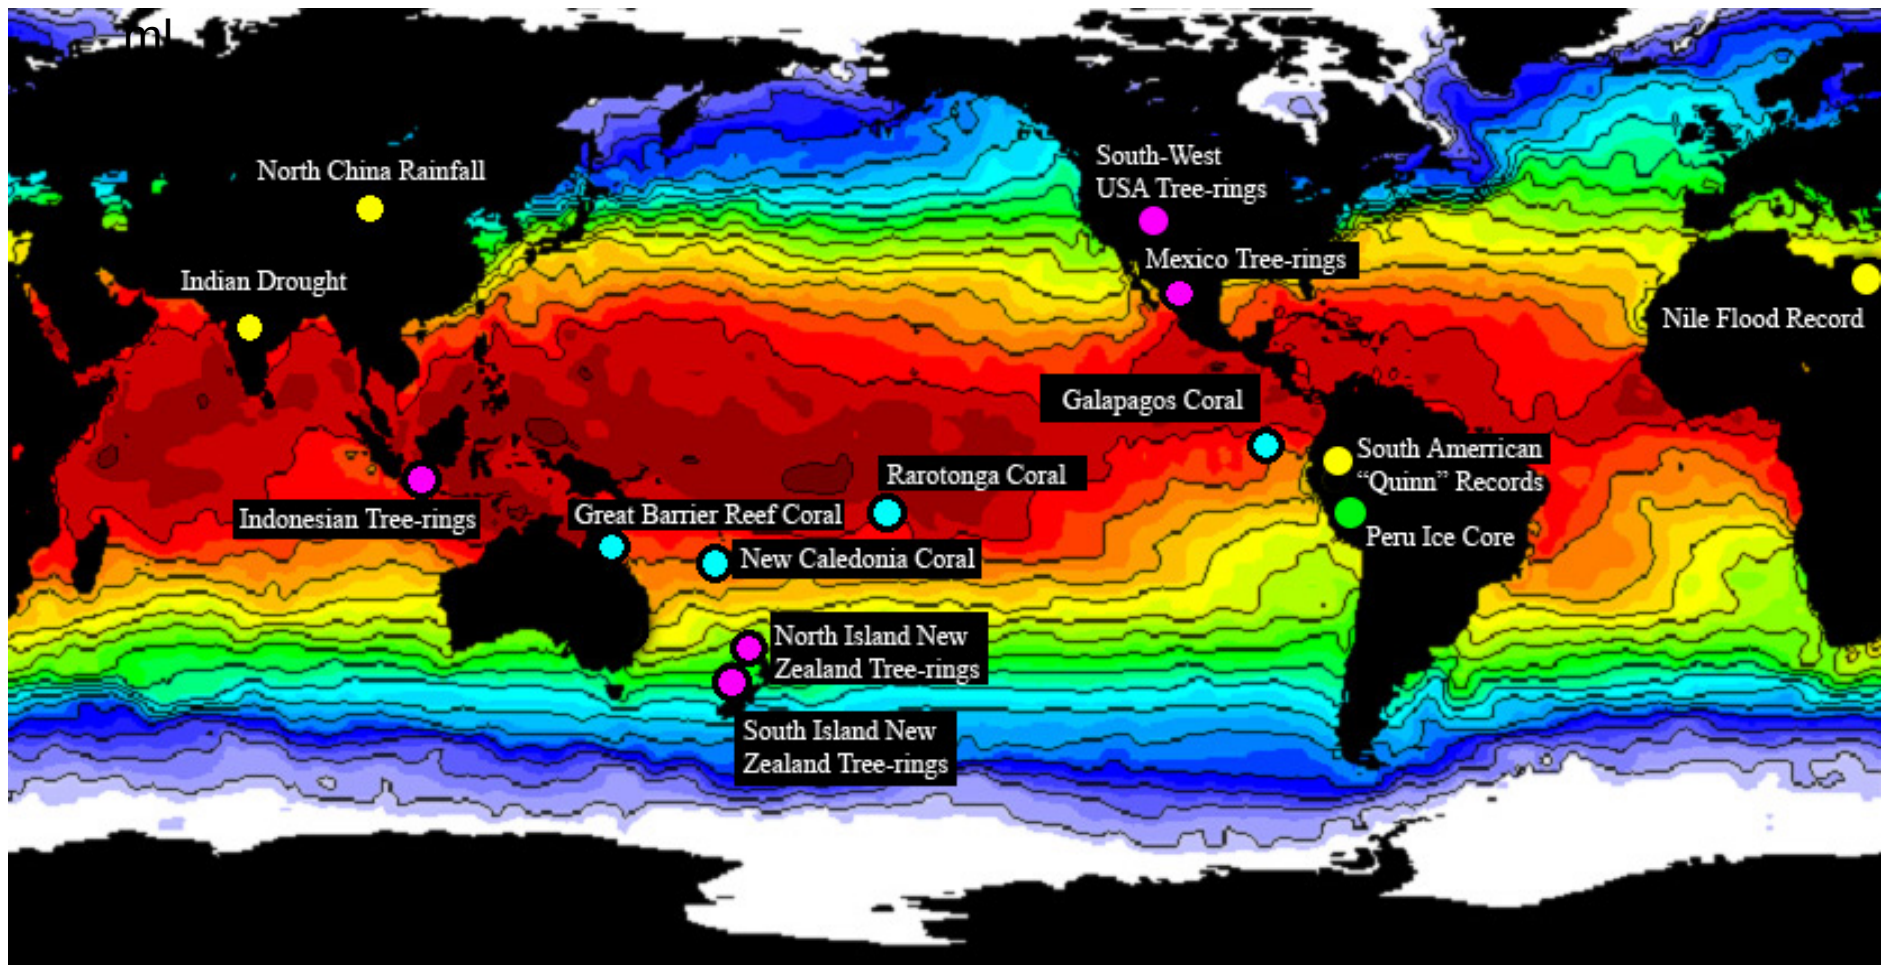 ml
South-West
USA Tree-rings
North China Rainfall
Mexico Tree-rings
Indian Drought
Nile Flood Record
Galapagos Coral
South Amerrican
“Quinn” Records
Rarotonga Coral
Indonesian Tree-rings
Great Barrier Reef Coral
Peru Ice Core
New Caledonia Coral
North Island New
Zealand Tree-rings
South Island New
Zealand Tree-rings